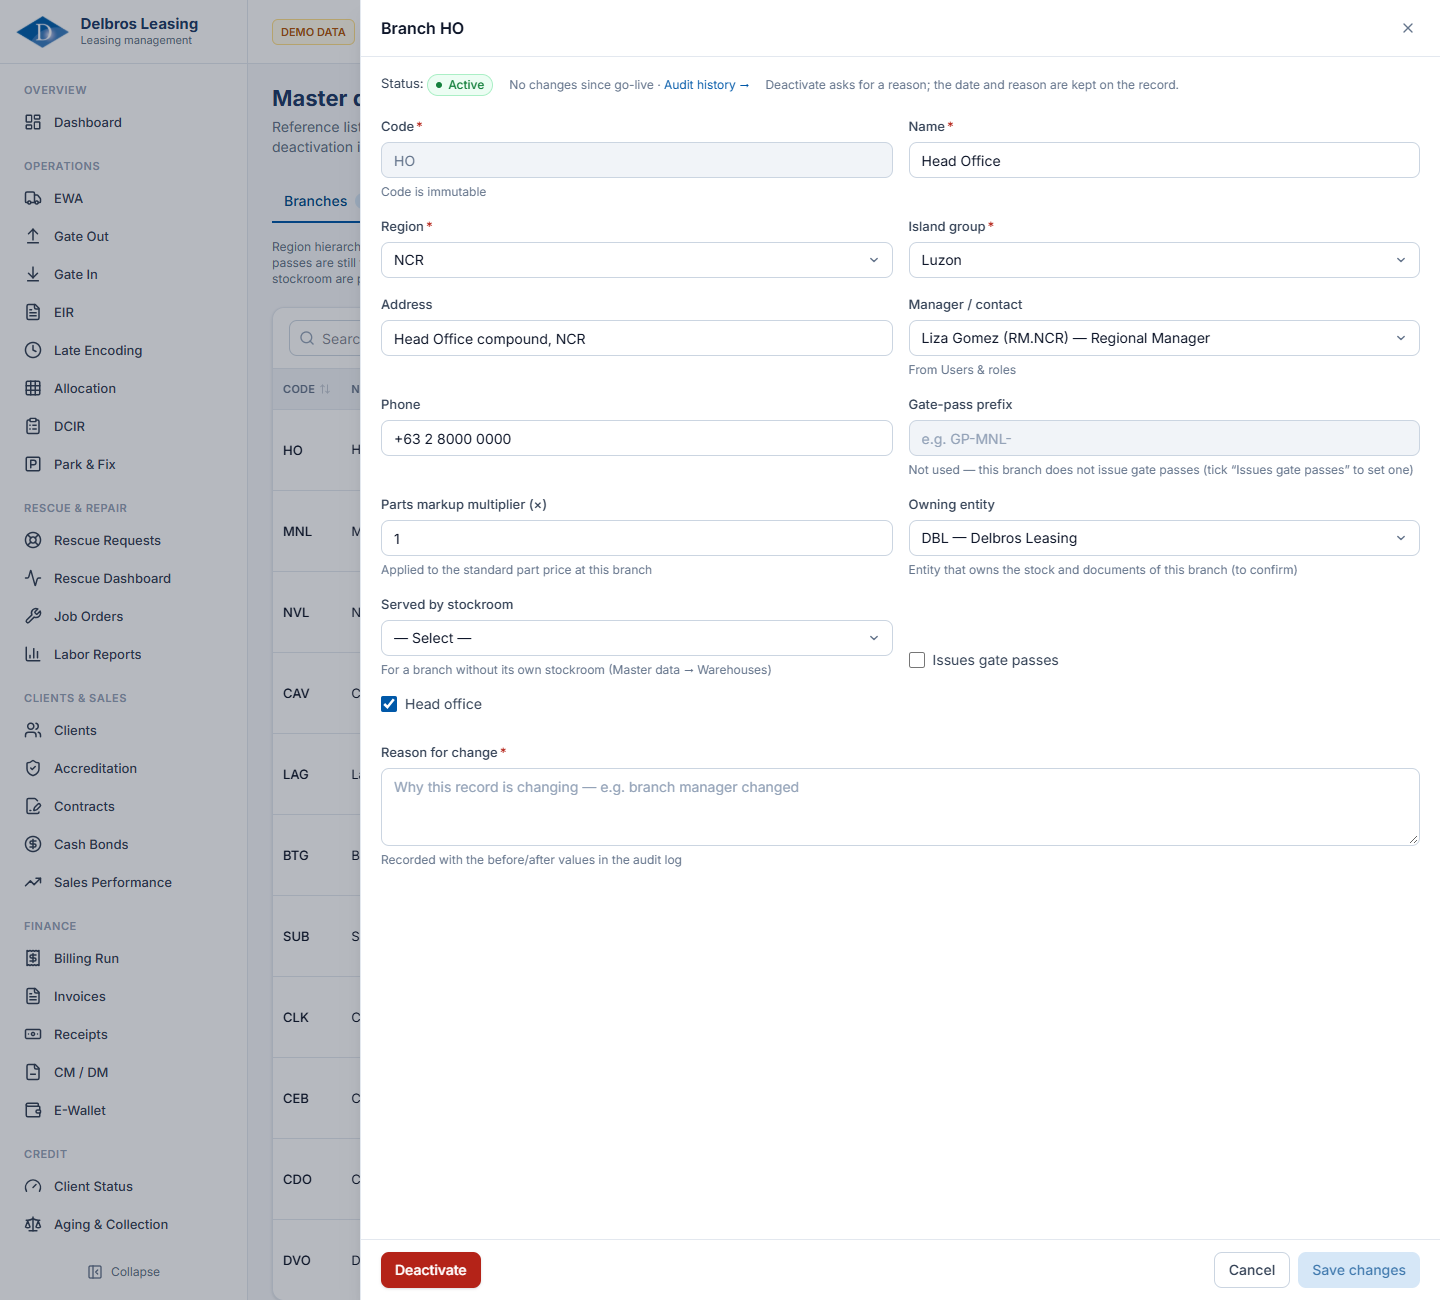 Delbros Leasing
Leasing management
OVERVIEW
Dashboard
OPERATIONS
EWA
Gate Out
Gate In
EIR
Late Encoding
Allocation
DCIR
Park & Fix
RESCUE & REPAIR
Rescue Requests
Rescue Dashboard
Job Orders
Labor Reports
CLIENTS & SALES
Clients
Accreditation
Contracts
Cash Bonds
Sales Performance
FINANCE
Billing Run
Invoices
Receipts
CM / DM
E-Wallet
CREDIT
Client Status
Aging & Collection
Collapse
DEMO DATA
Master
Reference
deactivation
Branches
Region
passes are still
stockroom are
CODE
HO
MNL
NVL
CAV
LAG
BTG
SUB
CLK
CEB
CDO
DVO
Branch HO
Status: Active No changes since go-live · Audit history → Deactivate asks for a reason; the date and reason are kept on the record.
Code * Name *
HO Head Office
Code is immutable
Region * Island group *
NCR Luzon
Address Manager / contact
Head Office compound, NCR Liza Gomez (RM.NCR) — Regional Manager
From Users & roles
Phone Gate-pass prefix
+63 2 8000 0000 e.g. GP-MNL-
Not used — this branch does not issue gate passes (tick “Issues gate passes” to set one)
Parts markup multiplier (×) Owning entity
1 DBL — Delbros Leasing
Applied to the standard part price at this branch Entity that owns the stock and documents of this branch (to confirm)
Served by stockroom
— Select —
For a branch without its own stockroom (Master data → Warehouses) Issues gate passes
Head office
Reason for change *
Why this record is changing — e.g. branch manager changed
Recorded with the before/after values in the audit log
Deactivate Cancel Save changes